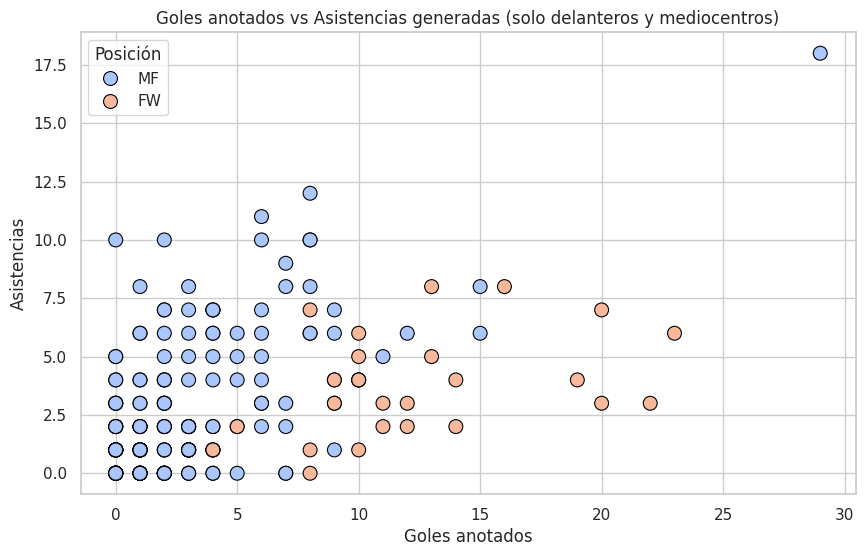 Goles anotados vs Asistencias generadas (solo delanteros y mediocentros)
Posición
MF
FW
17.5
15.0
12.5
10.0
7.5
5.0
2.5
0.0
Asistencias
0 5 10 15 20 25 30
Goles anotados